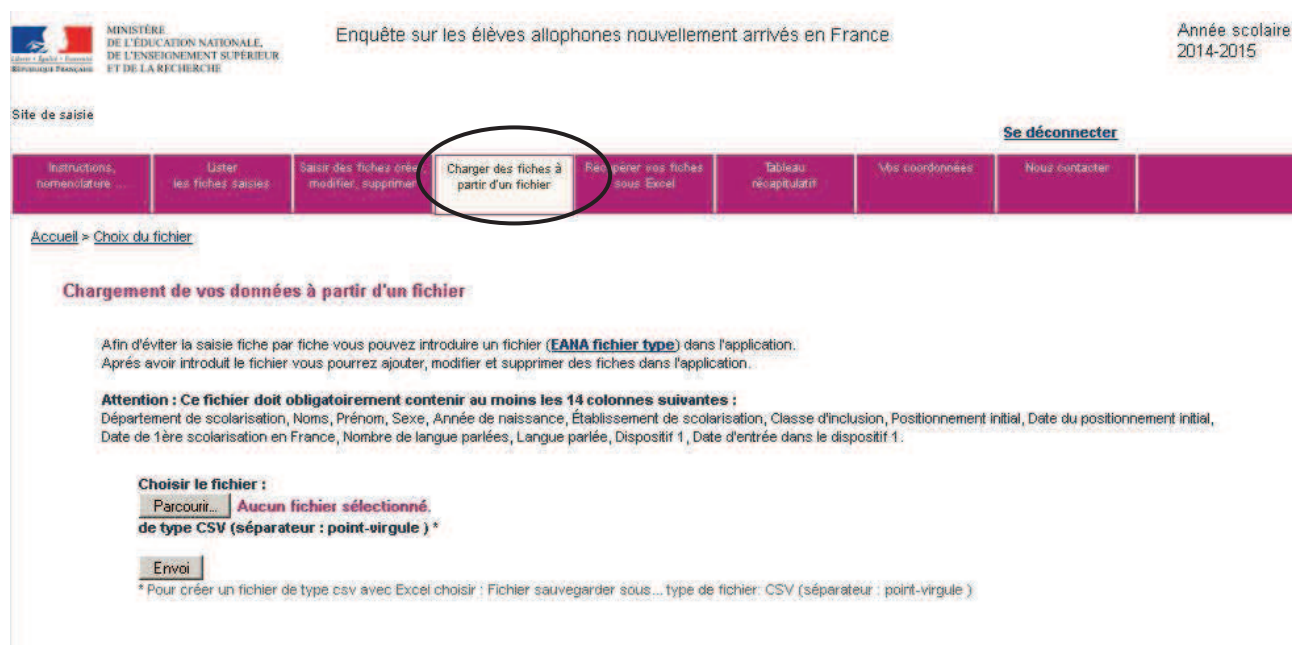 MINISTÈRE
DE L'ÉDUCATION NATIONALE,
DE L'ENSEIGNEMENT SUPÉRIEUR
ET DE LA RECHERCHE
Liberté • Égalité • Fraternité
RÉPUBLIQUE FRANÇAISE
Enquête sur les élèves allophones nouvellement arrivés en France
Année scolaire
2014-2015
Site de saisie
Se déconnecter
Instructions,
nomenclature ...
Lister
les fiches saisies
Saisir des fiches créer,
modifier, supprimer
Charger des fiches à
partir d'un fichier
Récupérer vos fiches
sous Excel
Tableau
récapitulatif
Vos coordonnées
Nous contacter
Accueil > Choix du fichier
Chargement de vos données à partir d'un fichier
Afin d'éviter la saisie fiche par fiche vous pouvez introduire un fichier (EANA fichier type) dans l'application.
Aprés avoir introduit le fichier vous pourrez ajouter, modifier et supprimer des fiches dans l'application.
Attention : Ce fichier doit obligatoirement contenir au moins les 14 colonnes suivantes :
Département de scolarisation, Noms, Prénom, Sexe, Année de naissance, Établissement de scolarisation, Classe d'inclusion, Positionnement initial, Date du positionnement initial,
Date de 1ère scolarisation en France, Nombre de langue parlées, Langue parlée, Dispositif 1, Date d'entrée dans le dispositif 1.
Choisir le fichier :
Parcourir... Aucun fichier sélectionné.
de type CSV (séparateur : point-virgule ) *
Envoi
* Pour créer un fichier de type csv avec Excel choisir : Fichier sauvegarder sous... type de fichier: CSV (séparateur : point-virgule )